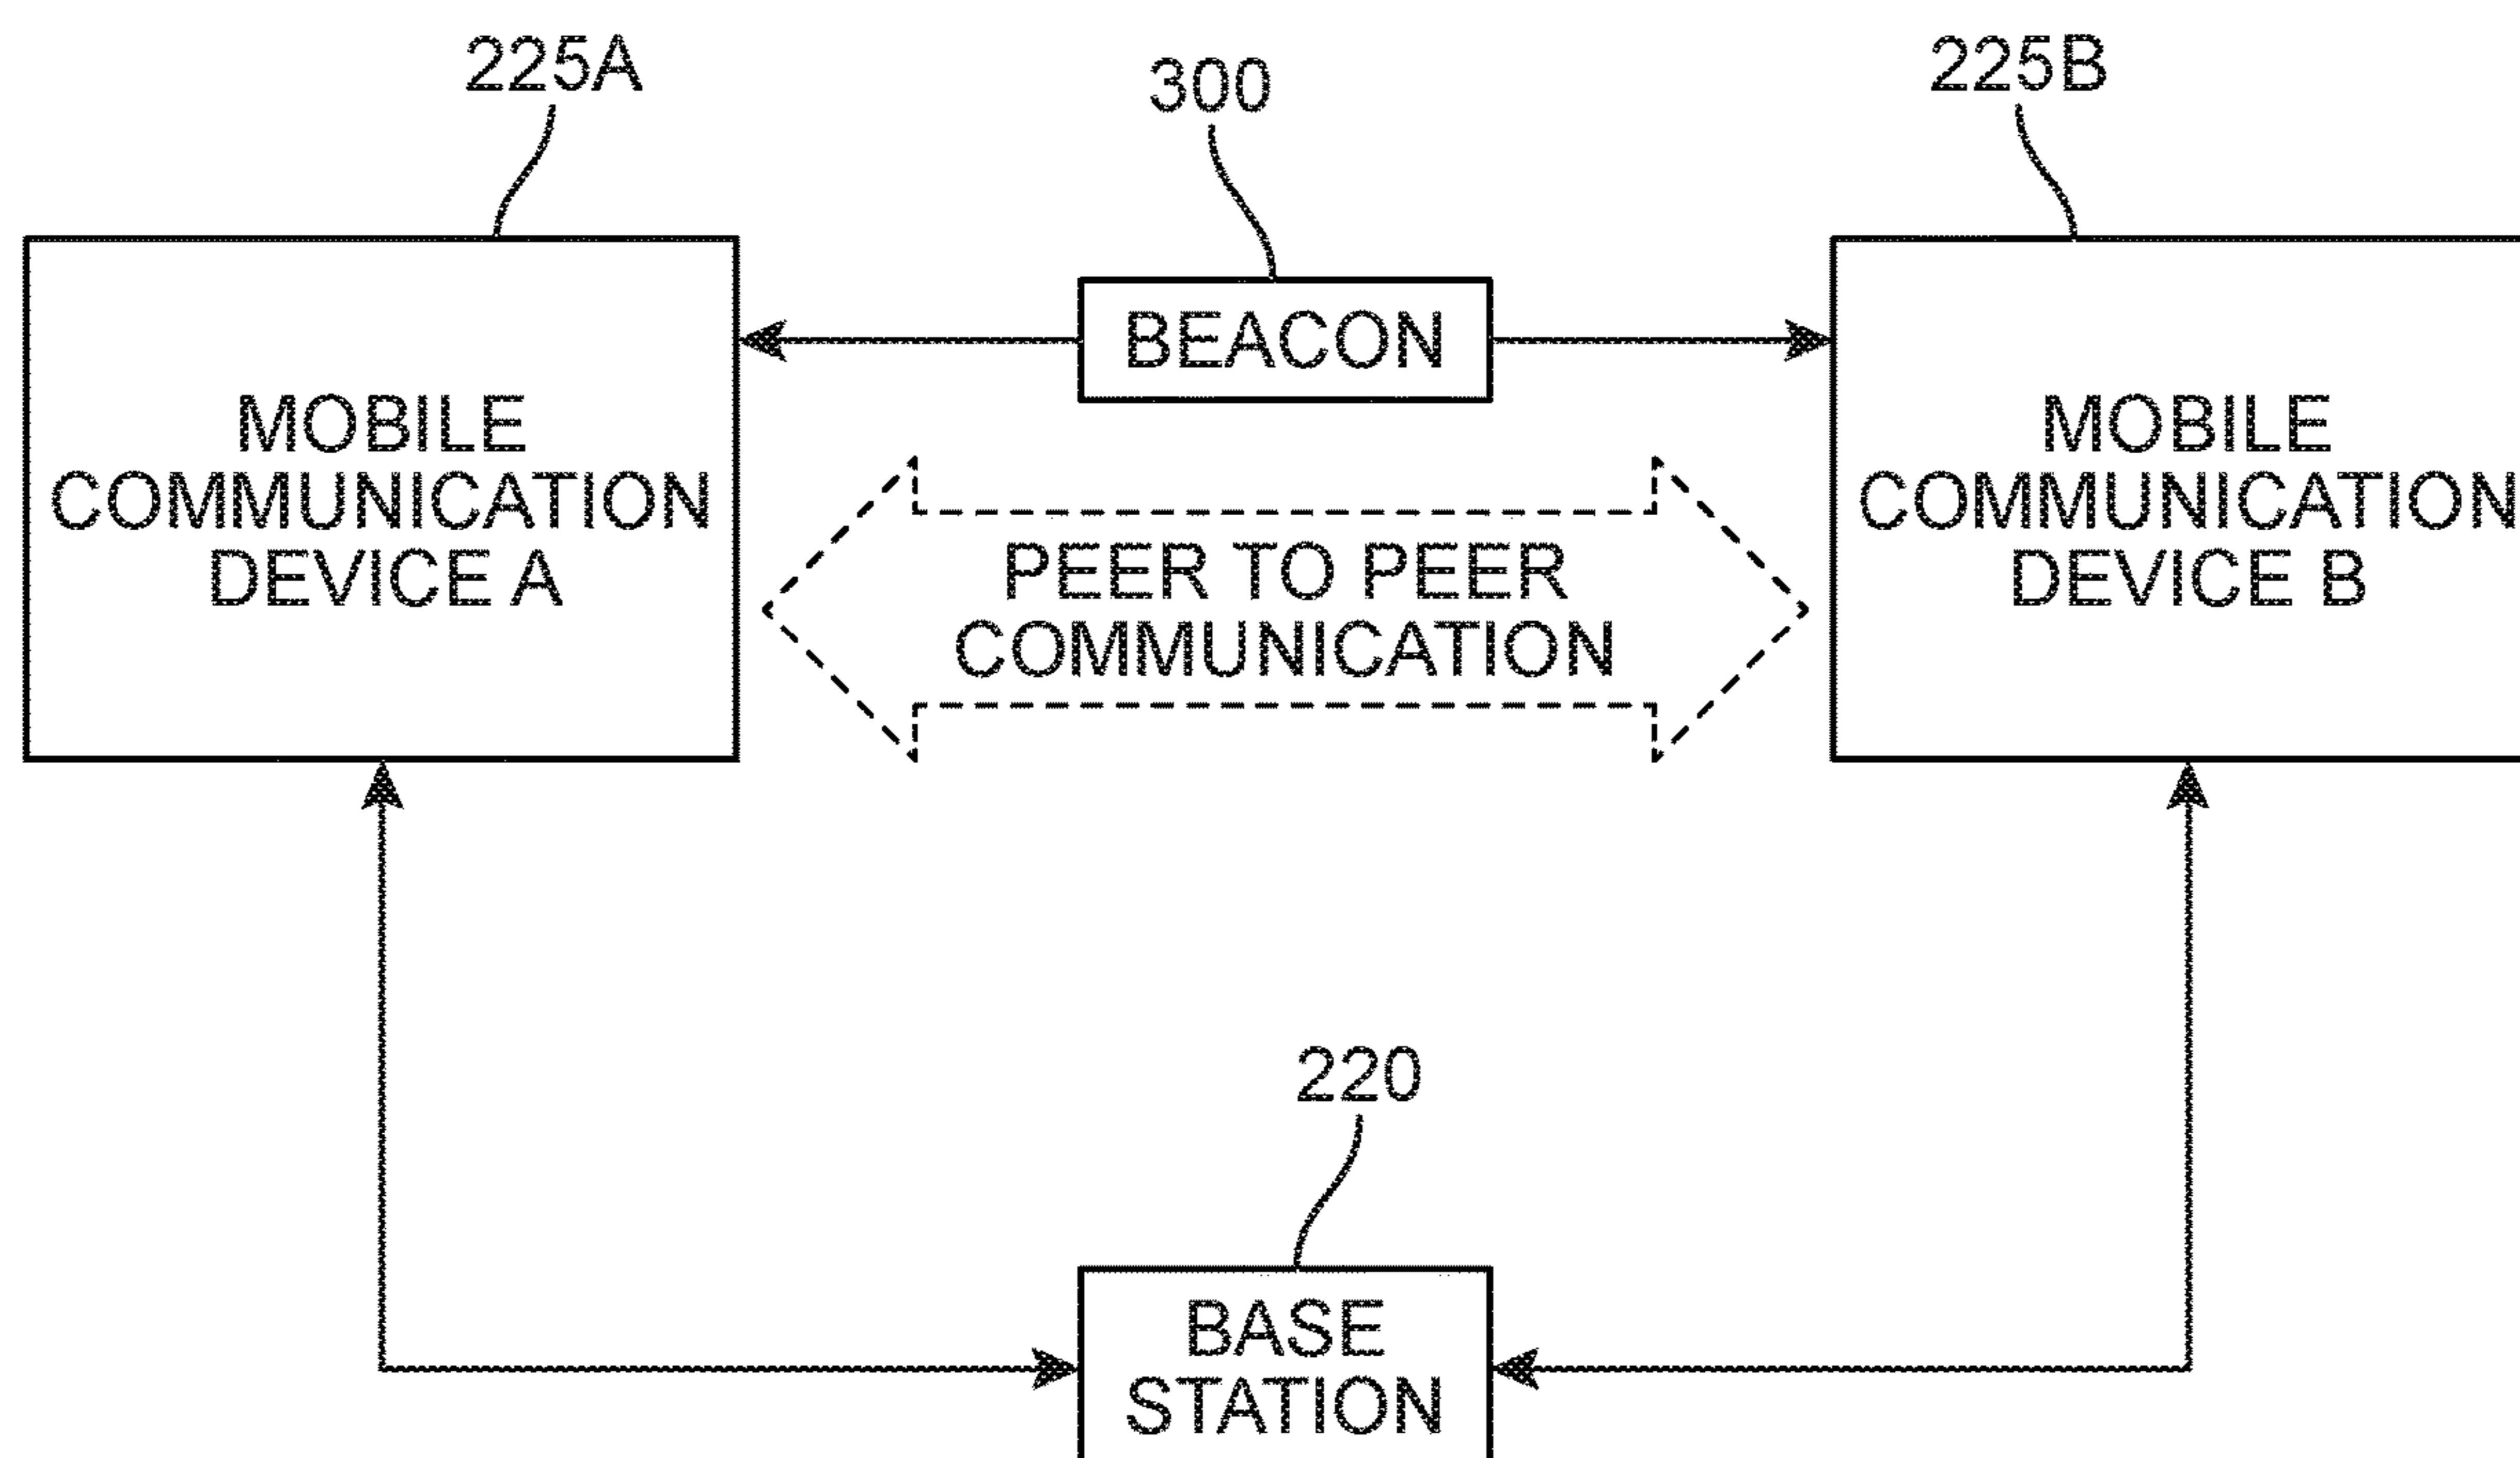 225A
300
225B
BEACON
MOBILE
COMMUNICATION
DEVICE A
PEER TO PEER
COMMUNICATION
MOBILE
COMMUNICATION
DEVICE B
220
BASE
STATION